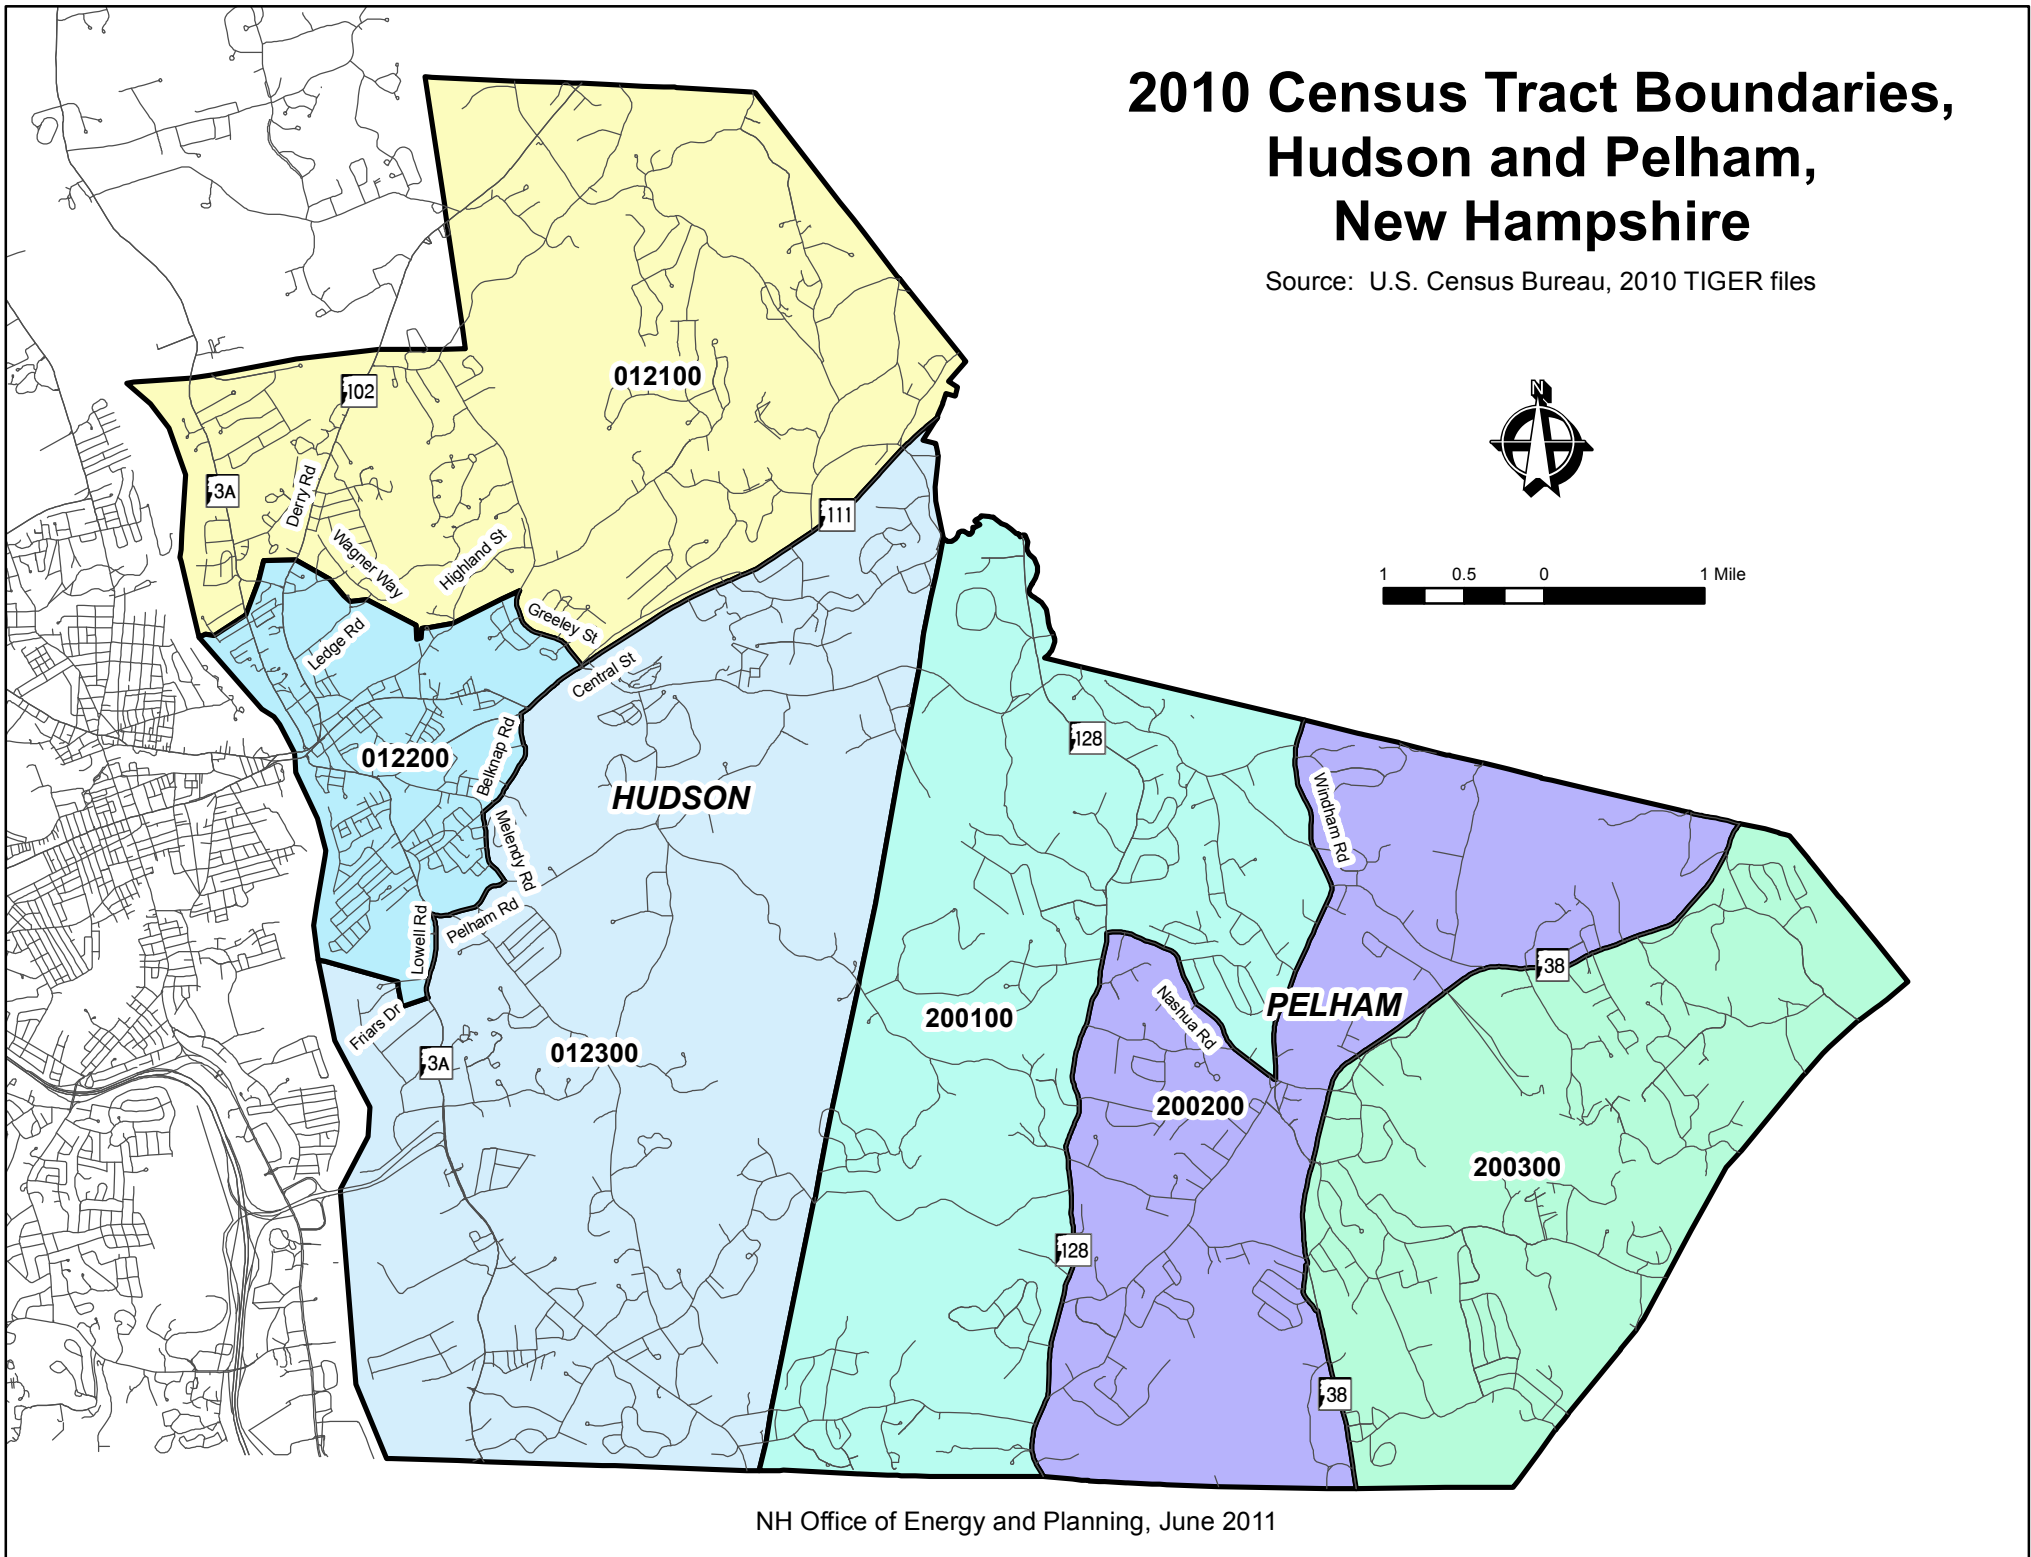 2010 Census Tract Boundaries,
Hudson and Pelham,
New Hampshire
Source: U.S. Census Bureau, 2010 TIGER files
N
1 0.5 0 1 Mile
012100
102
3A
Derry Rd
Wagner Way
Highland St
111
Greeley St
Central St
Ledge Rd
012200
Belknap Rd
HUDSON
Melendy Rd
Pelham Rd
Lowell Rd
Friars Dr
3A
012300
128
Windham Rd
200100
Nashua Rd
PELHAM
38
200200
200300
128
38
NH Office of Energy and Planning, June 2011